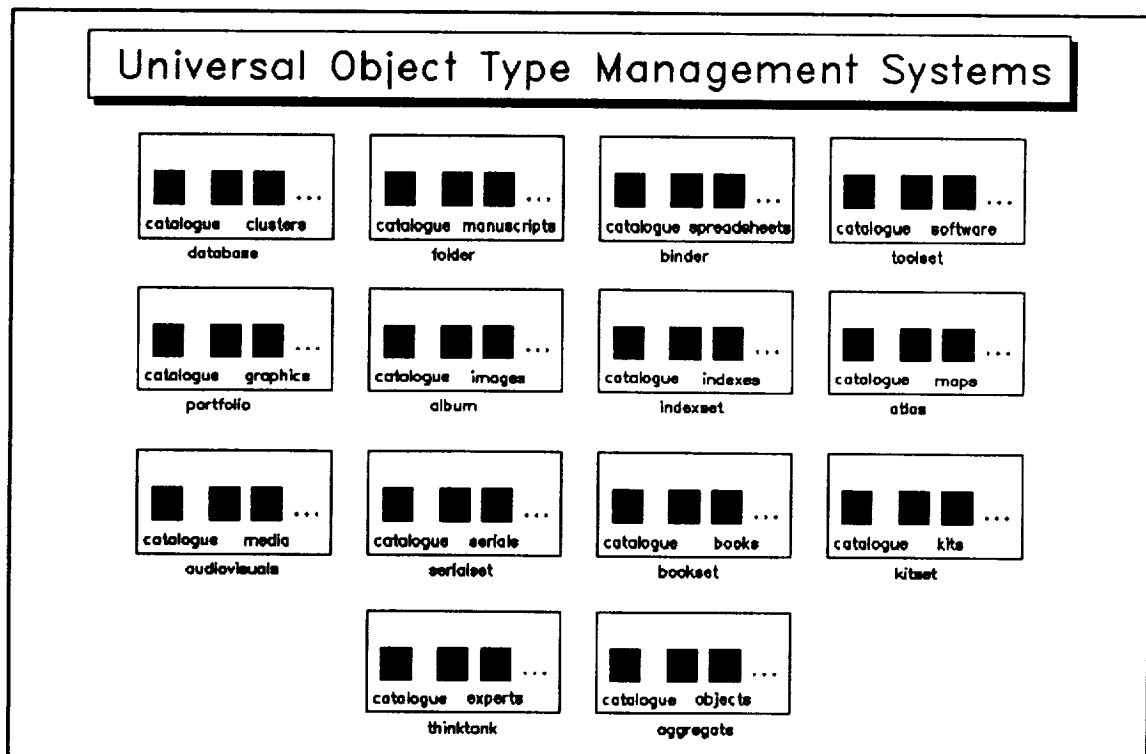 Universal Object Type Management Systems
... ... ... ...
catalogue clusters catalogue manuscripts catalogue spreadsheets catalogue software
database folder binder toolset
... ... ... ...
catalogue graphics catalogue images catalogue indexes catalogue maps
portfolio album indexset atlas
... ... ... ...
catalogue media catalogue serials catalogue books catalogue kits
audiovisuals serialset bookset kitset
... ...
catalogue experts catalogue objects
thinktank aggregate